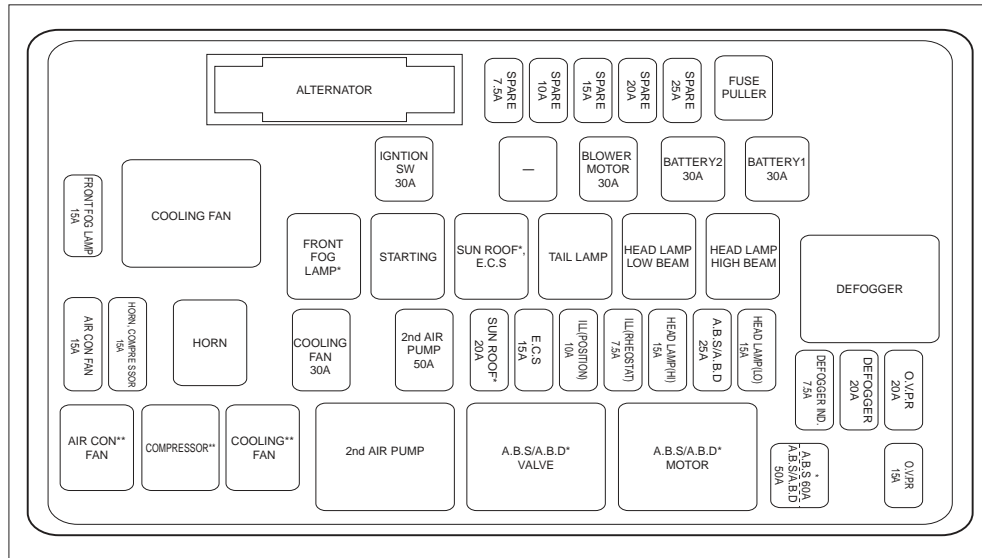 ALTERNATOR
SPARE
7.5A
SPARE
10A
SPARE
15A
SPARE
20A
SPARE
25A
FUSE
PULLER
IGNTION
SW
30A
—
BLOWER
MOTOR
30A
BATTERY2
30A
BATTERY1
30A
FRONT FOG LAMP
15A
COOLING FAN
FRONT
FOG
LAMP*
STARTING
SUN ROOF*,
E.C.S
TAIL LAMP
HEAD LAMP
LOW BEAM
HEAD LAMP
HIGH BEAM
DEFOGGER
AIR CON FAN
15A
HORN, COMPRESSOR
15A
HORN
COOLING
FAN
30A
2nd AIR
PUMP
50A
SUN ROOF*
20A
E.C.S
15A
ILL(POSITION)
10A
ILL(RHEOSTAT)
7.5A
HEAD LAMP(HI)
15A
A.B.S/A.B.D
25A
HEAD LAMP(LO)
15A
DEFOGGER IND.
7.5A
DEFOGGER
20A
O.V.P.R
20A
AIR CON**
FAN
COMPRESSOR**
COOLING**
FAN
2nd AIR PUMP
A.B.S/A.B.D*
VALVE
A.B.S/A.B.D*
MOTOR
*
A.B.S 60A
A.B.S/A.B.D
50A
O.V.P.R
15A